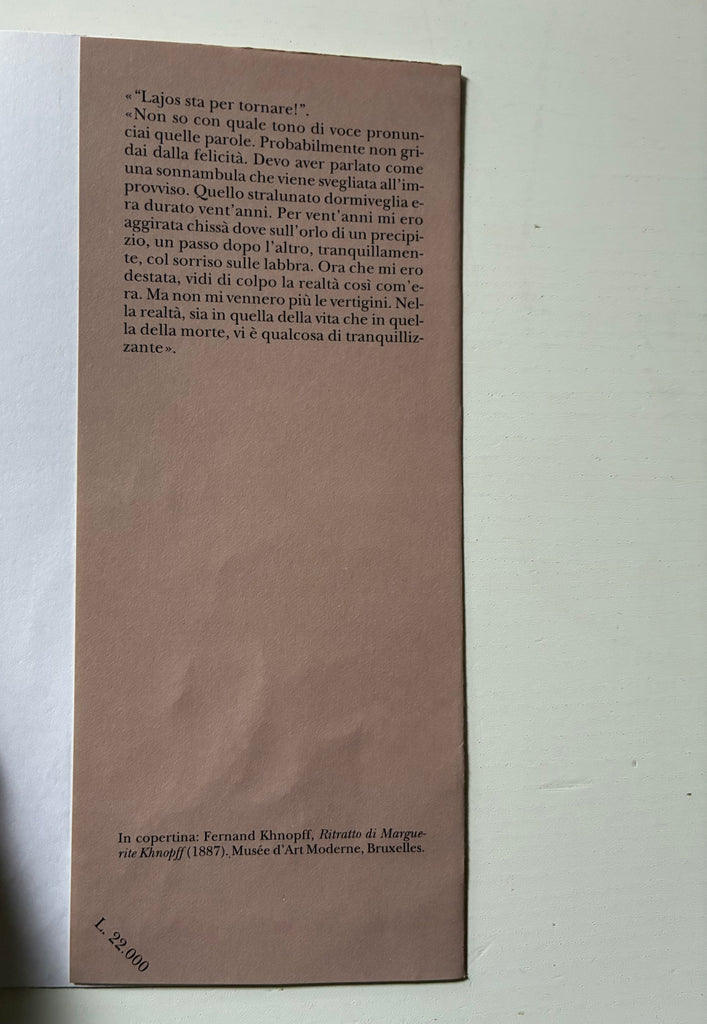 « “Lajos sta per tornare!”.
«Non so con quale tono di voce pronun-
ciai quelle parole. Probabilmente non gri-
dai dalla felicità. Devo aver parlato come
una sonnambula che viene svegliata all’im-
provviso. Quello stralunato dormiveglia e-
ra durato vent’anni. Per vent’anni mi ero
aggirata chissà dove sull’orlo di un precipi-
zio, un passo dopo l’altro, tranquillamen-
te, col sorriso sulle labbra. Ora che mi ero
destata, vidi di colpo la realtà così com’e-
ra. Ma non mi vennero più le vertigini. Nel-
la realtà, sia in quella della vita che in quel-
la della morte, vi è qualcosa di tranquilliz-
zante».
In copertina: Fernand Khnopff, Ritratto di Margue-
rite Khnopff (1887). Musée d’Art Moderne, Bruxelles.
L. 22.000